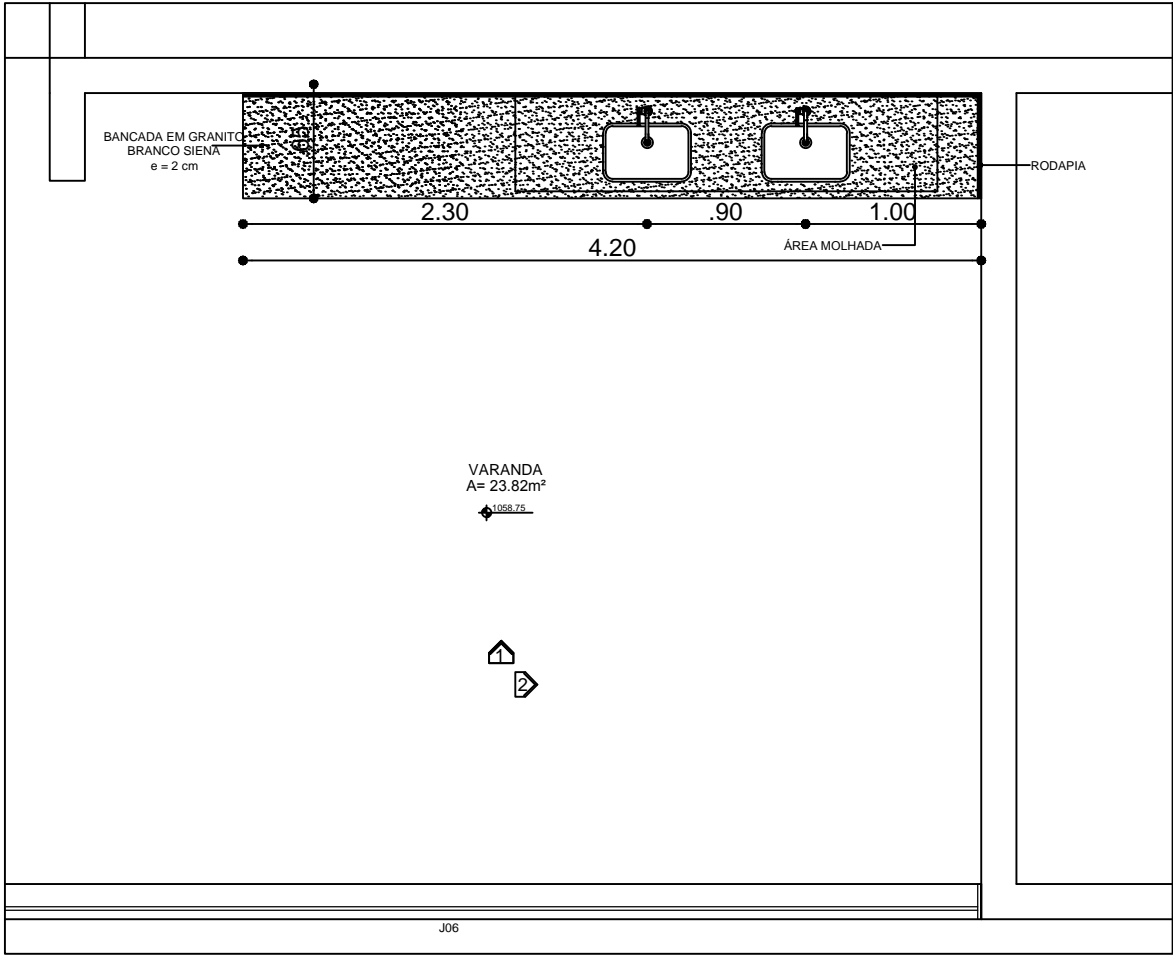 BANCADA EM GRANITO
BRANCO SIENA
e = 2 cm
RODAPIA
2.30
.90
1.00
ÁREA MOLHADA
4.20
VARANDA
A= 23.82m²
1058.75
1
2
J06